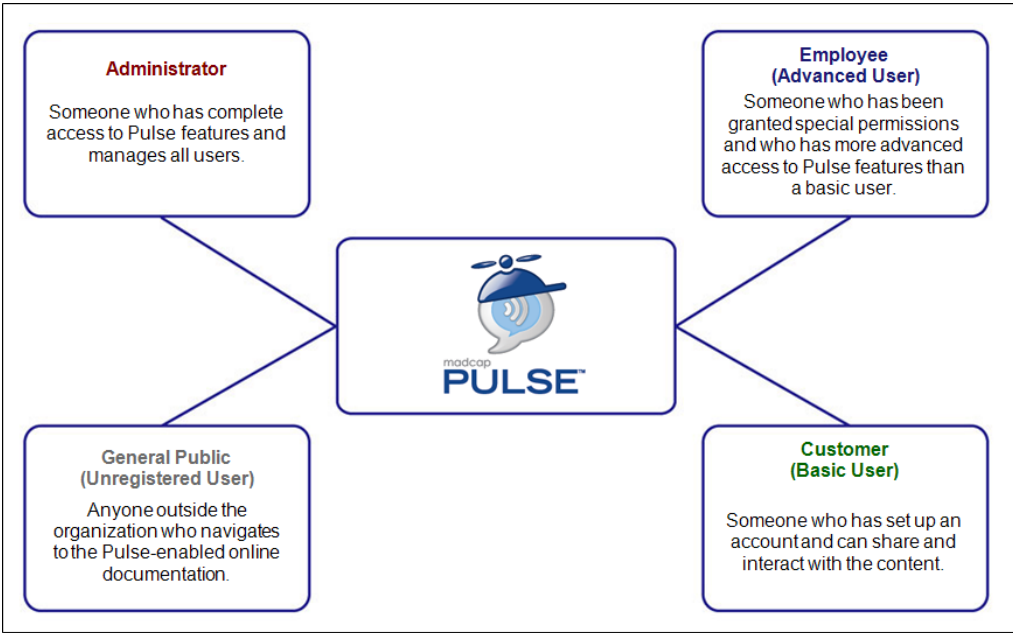 Administrator
Someone who has complete
access to Pulse features and
manages all users.
Employee
(Advanced User)
Someone who has been
granted special permissions
and who has more advanced
access to Pulse features than
a basic user.
madcap
PULSE™
General Public
(Unregistered User)
Anyone outside the
organization who navigates
to the Pulse-enabled online
documentation.
Customer
(Basic User)
Someone who has set up an
account and can share and
interact with the content.